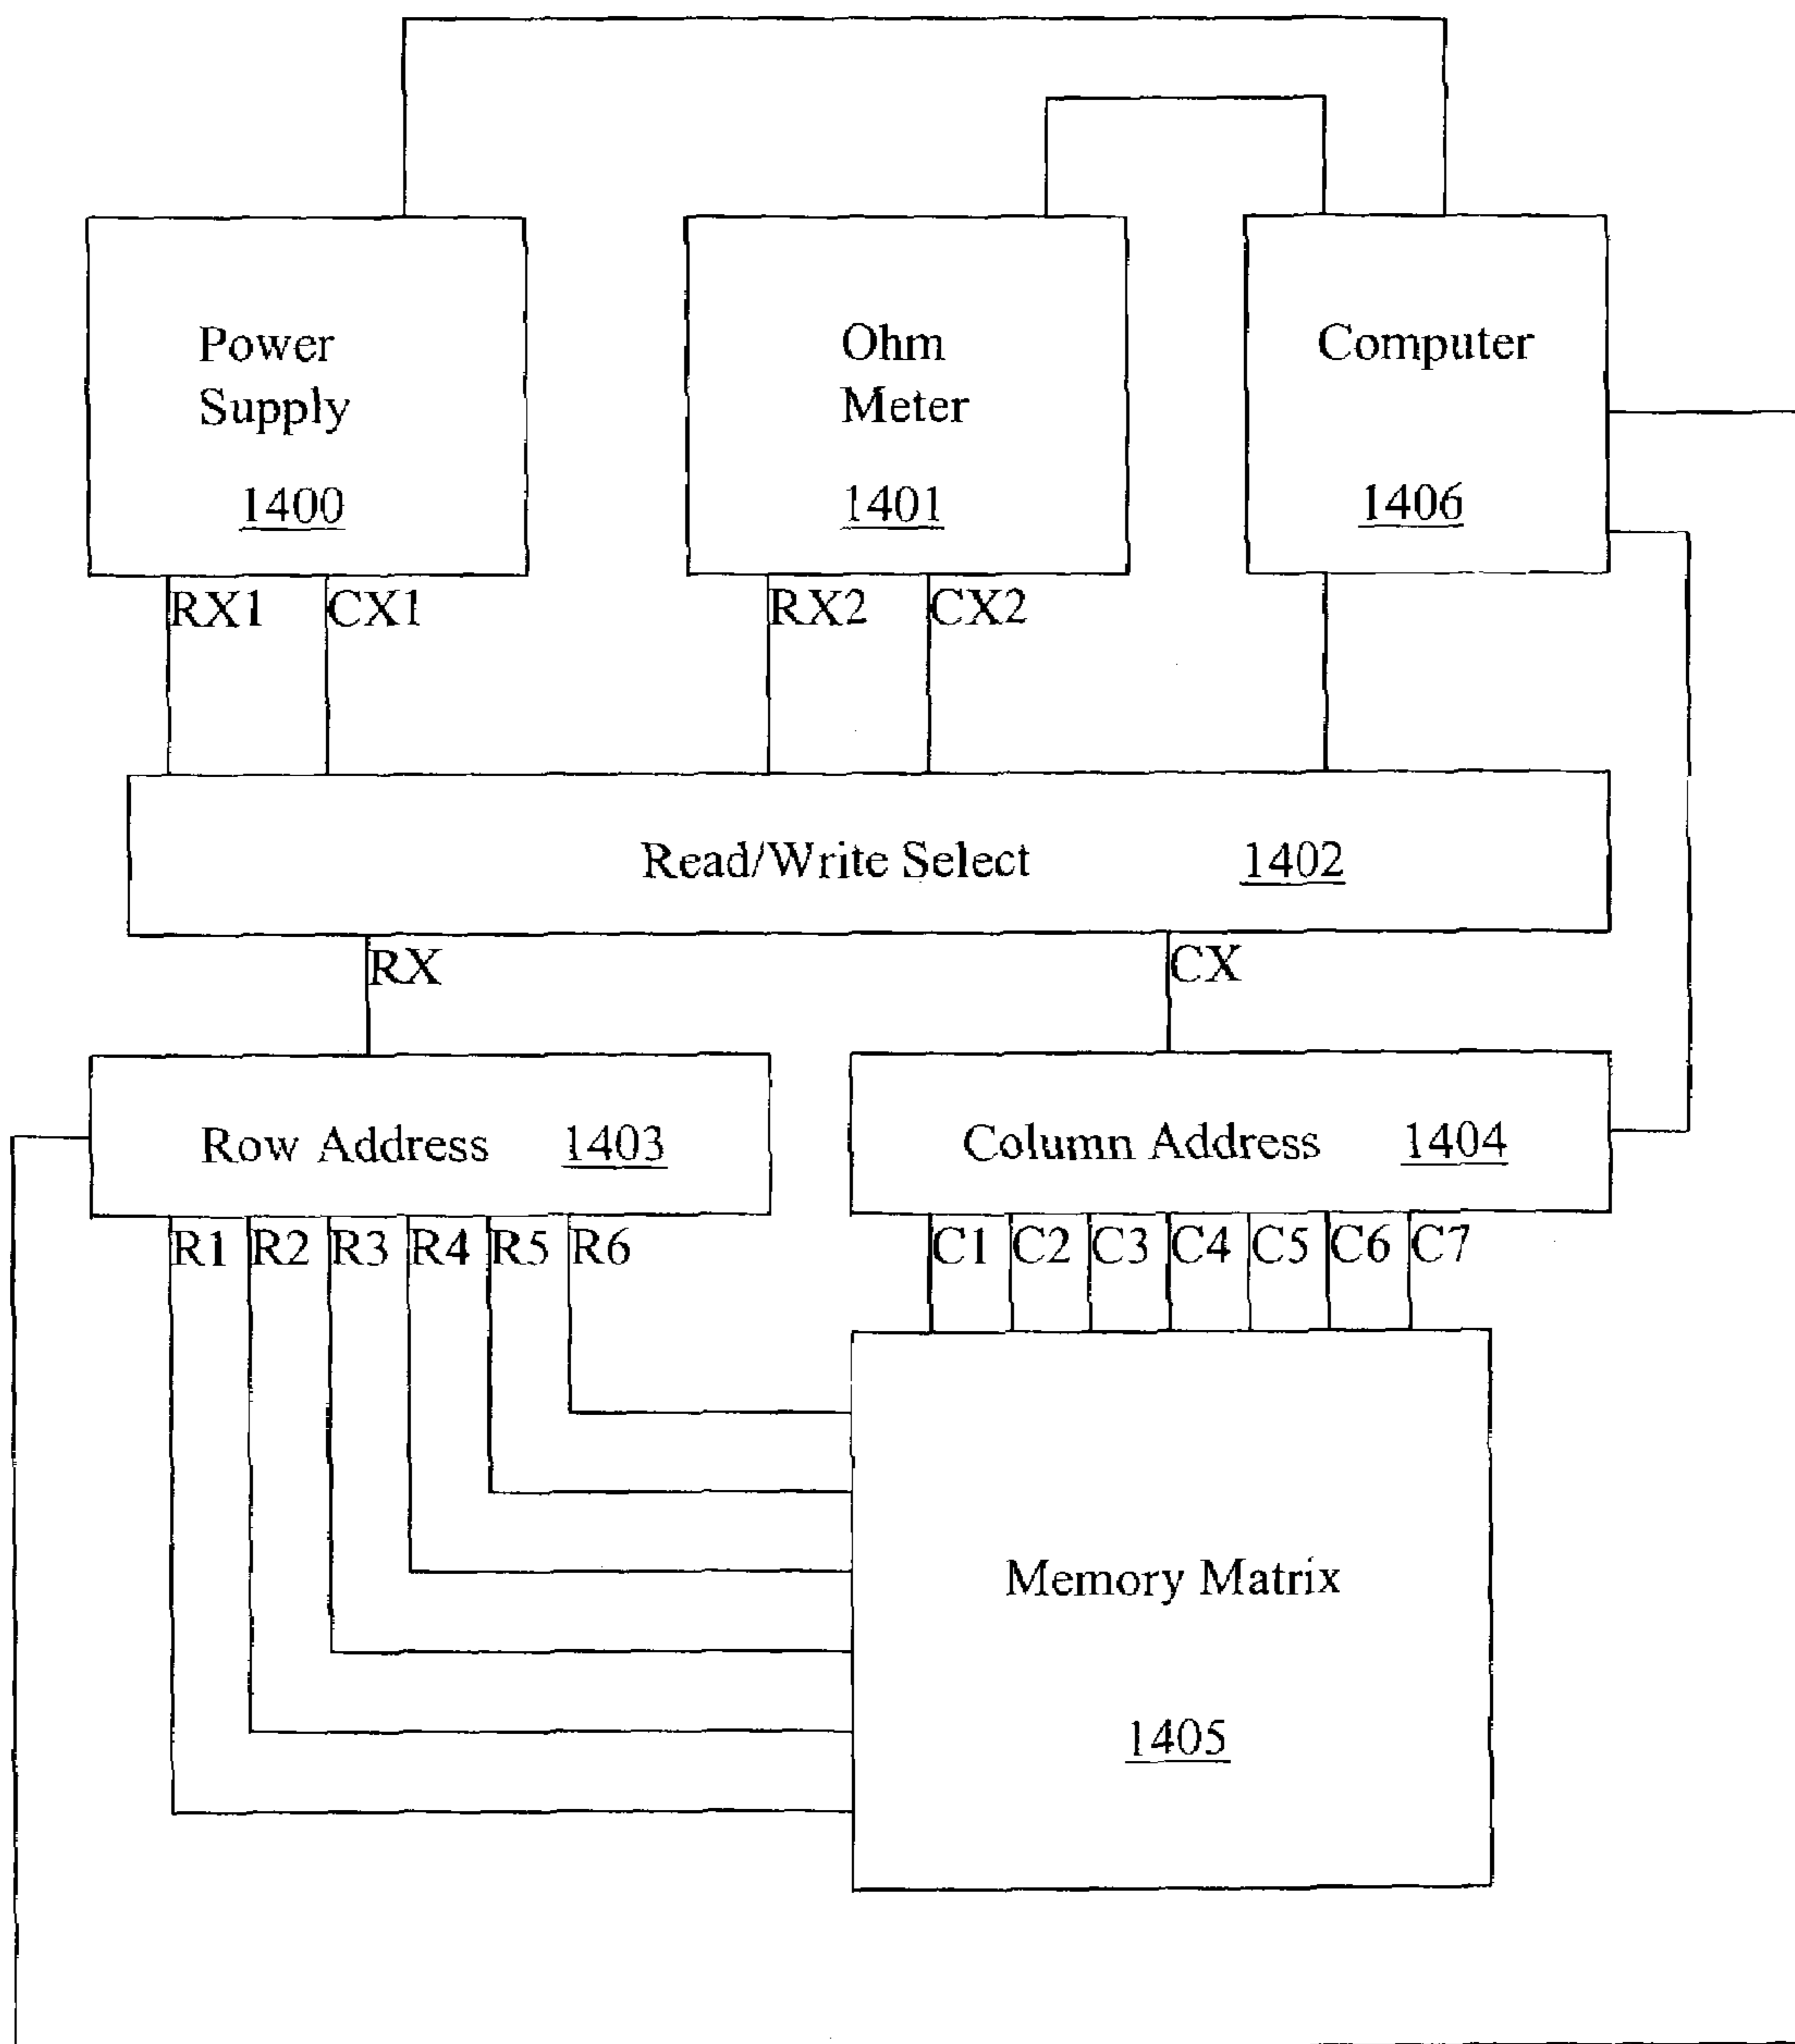 Power
Supply
1400
Ohm
Meter
1401
Computer
1406
RX1
CX1
RX2
CX2
Read/Write Select 1402
RX
CX
Row Address 1403
Column Address 1404
R1 R2 R3 R4 R5 R6
C1 C2 C3 C4 C5 C6 C7
Memory Matrix
1405